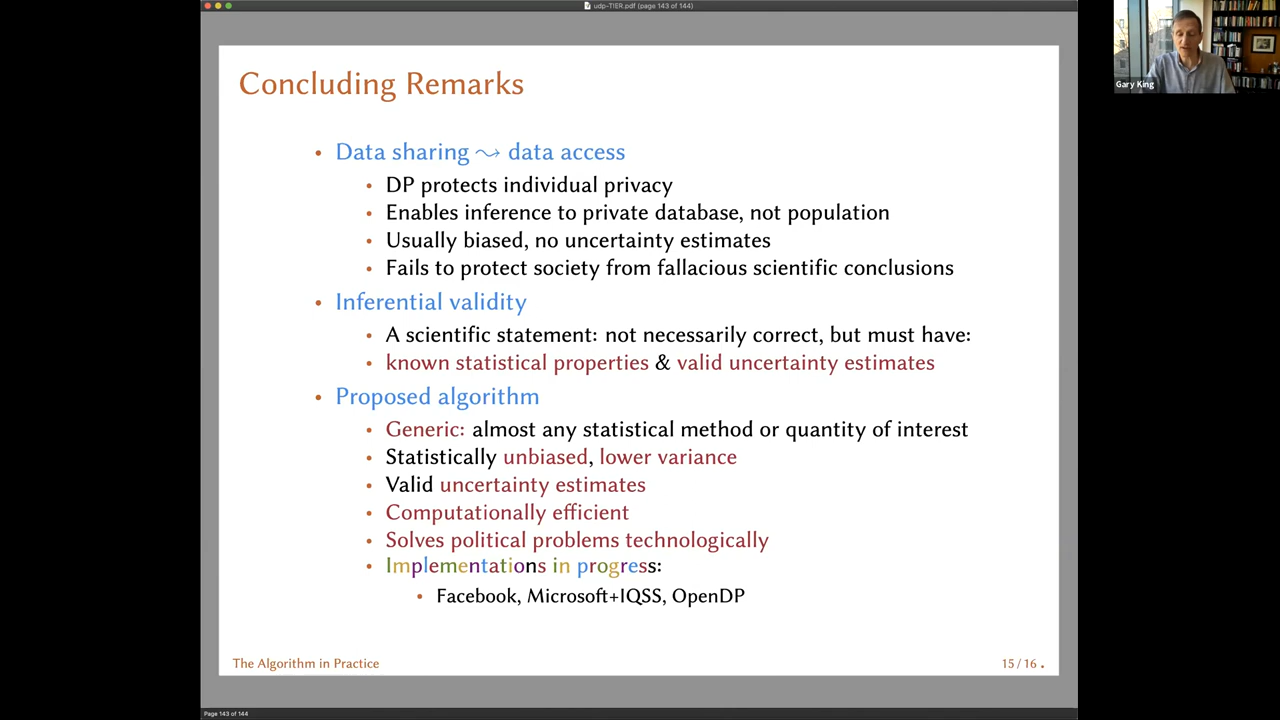 udp-TIER.pdf (page 143 of 144)
Gary King
Concluding Remarks
• Data sharing ⤳ data access
• DP protects individual privacy
• Enables inference to private database, not population
• Usually biased, no uncertainty estimates
• Fails to protect society from fallacious scientific conclusions
• Inferential validity
• A scientific statement: not necessarily correct, but must have:
• known statistical properties & valid uncertainty estimates
• Proposed algorithm
• Generic: almost any statistical method or quantity of interest
• Statistically unbiased, lower variance
• Valid uncertainty estimates
• Computationally efficient
• Solves political problems technologically
• Implementations in progress:
• Facebook, Microsoft+IQSS, OpenDP
The Algorithm in Practice
15 / 16 .
Page 143 of 144